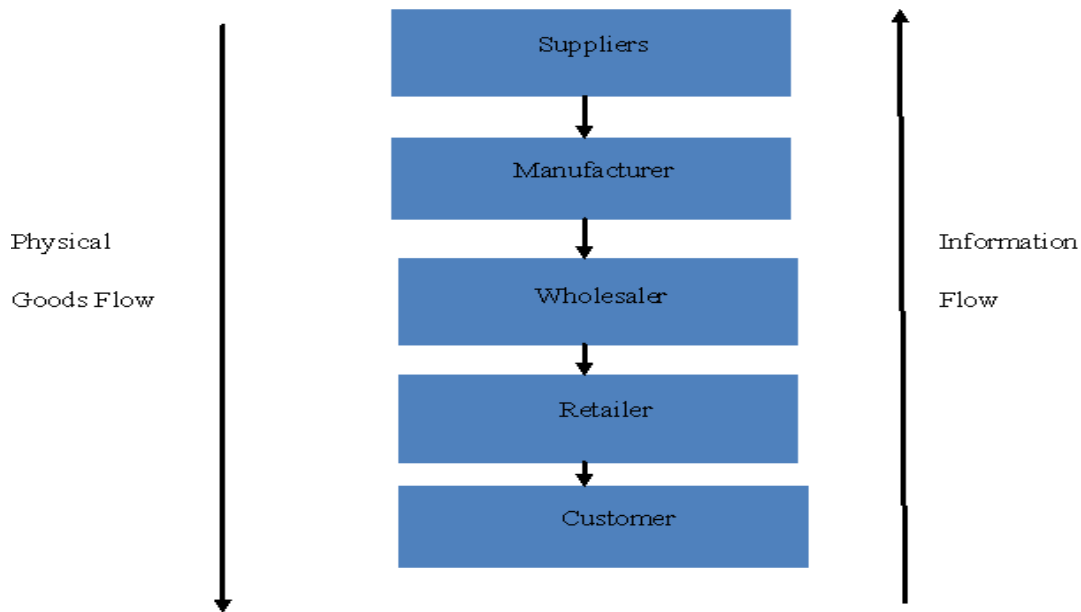 Suppliers
Manufacturer
Physical
Goods Flow
Information
Flow
Wholesaler
Retailer
Customer